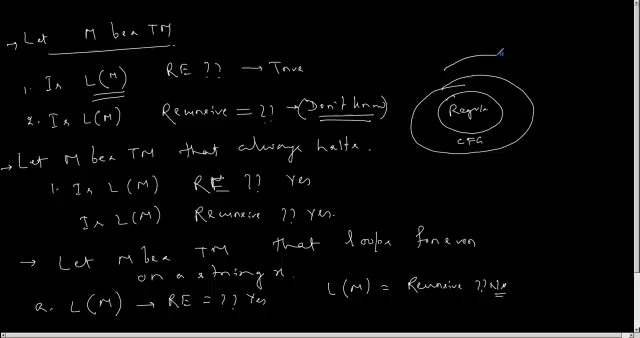 → Let M be a TM.
1. Is L(M) RE ?? → True
2. Is L(M) Recursive = ?? → (Don't know)
→ Let M be a TM that always halts.
1. Is L(M) RE ?? Yes
Is L(M) Recursive ?? Yes.
→ Let M be a TM that loops forever
on a string x.
a. L(M) → RE = ?? Yes
L(M) = Recursive ?? No
Regular
CFG